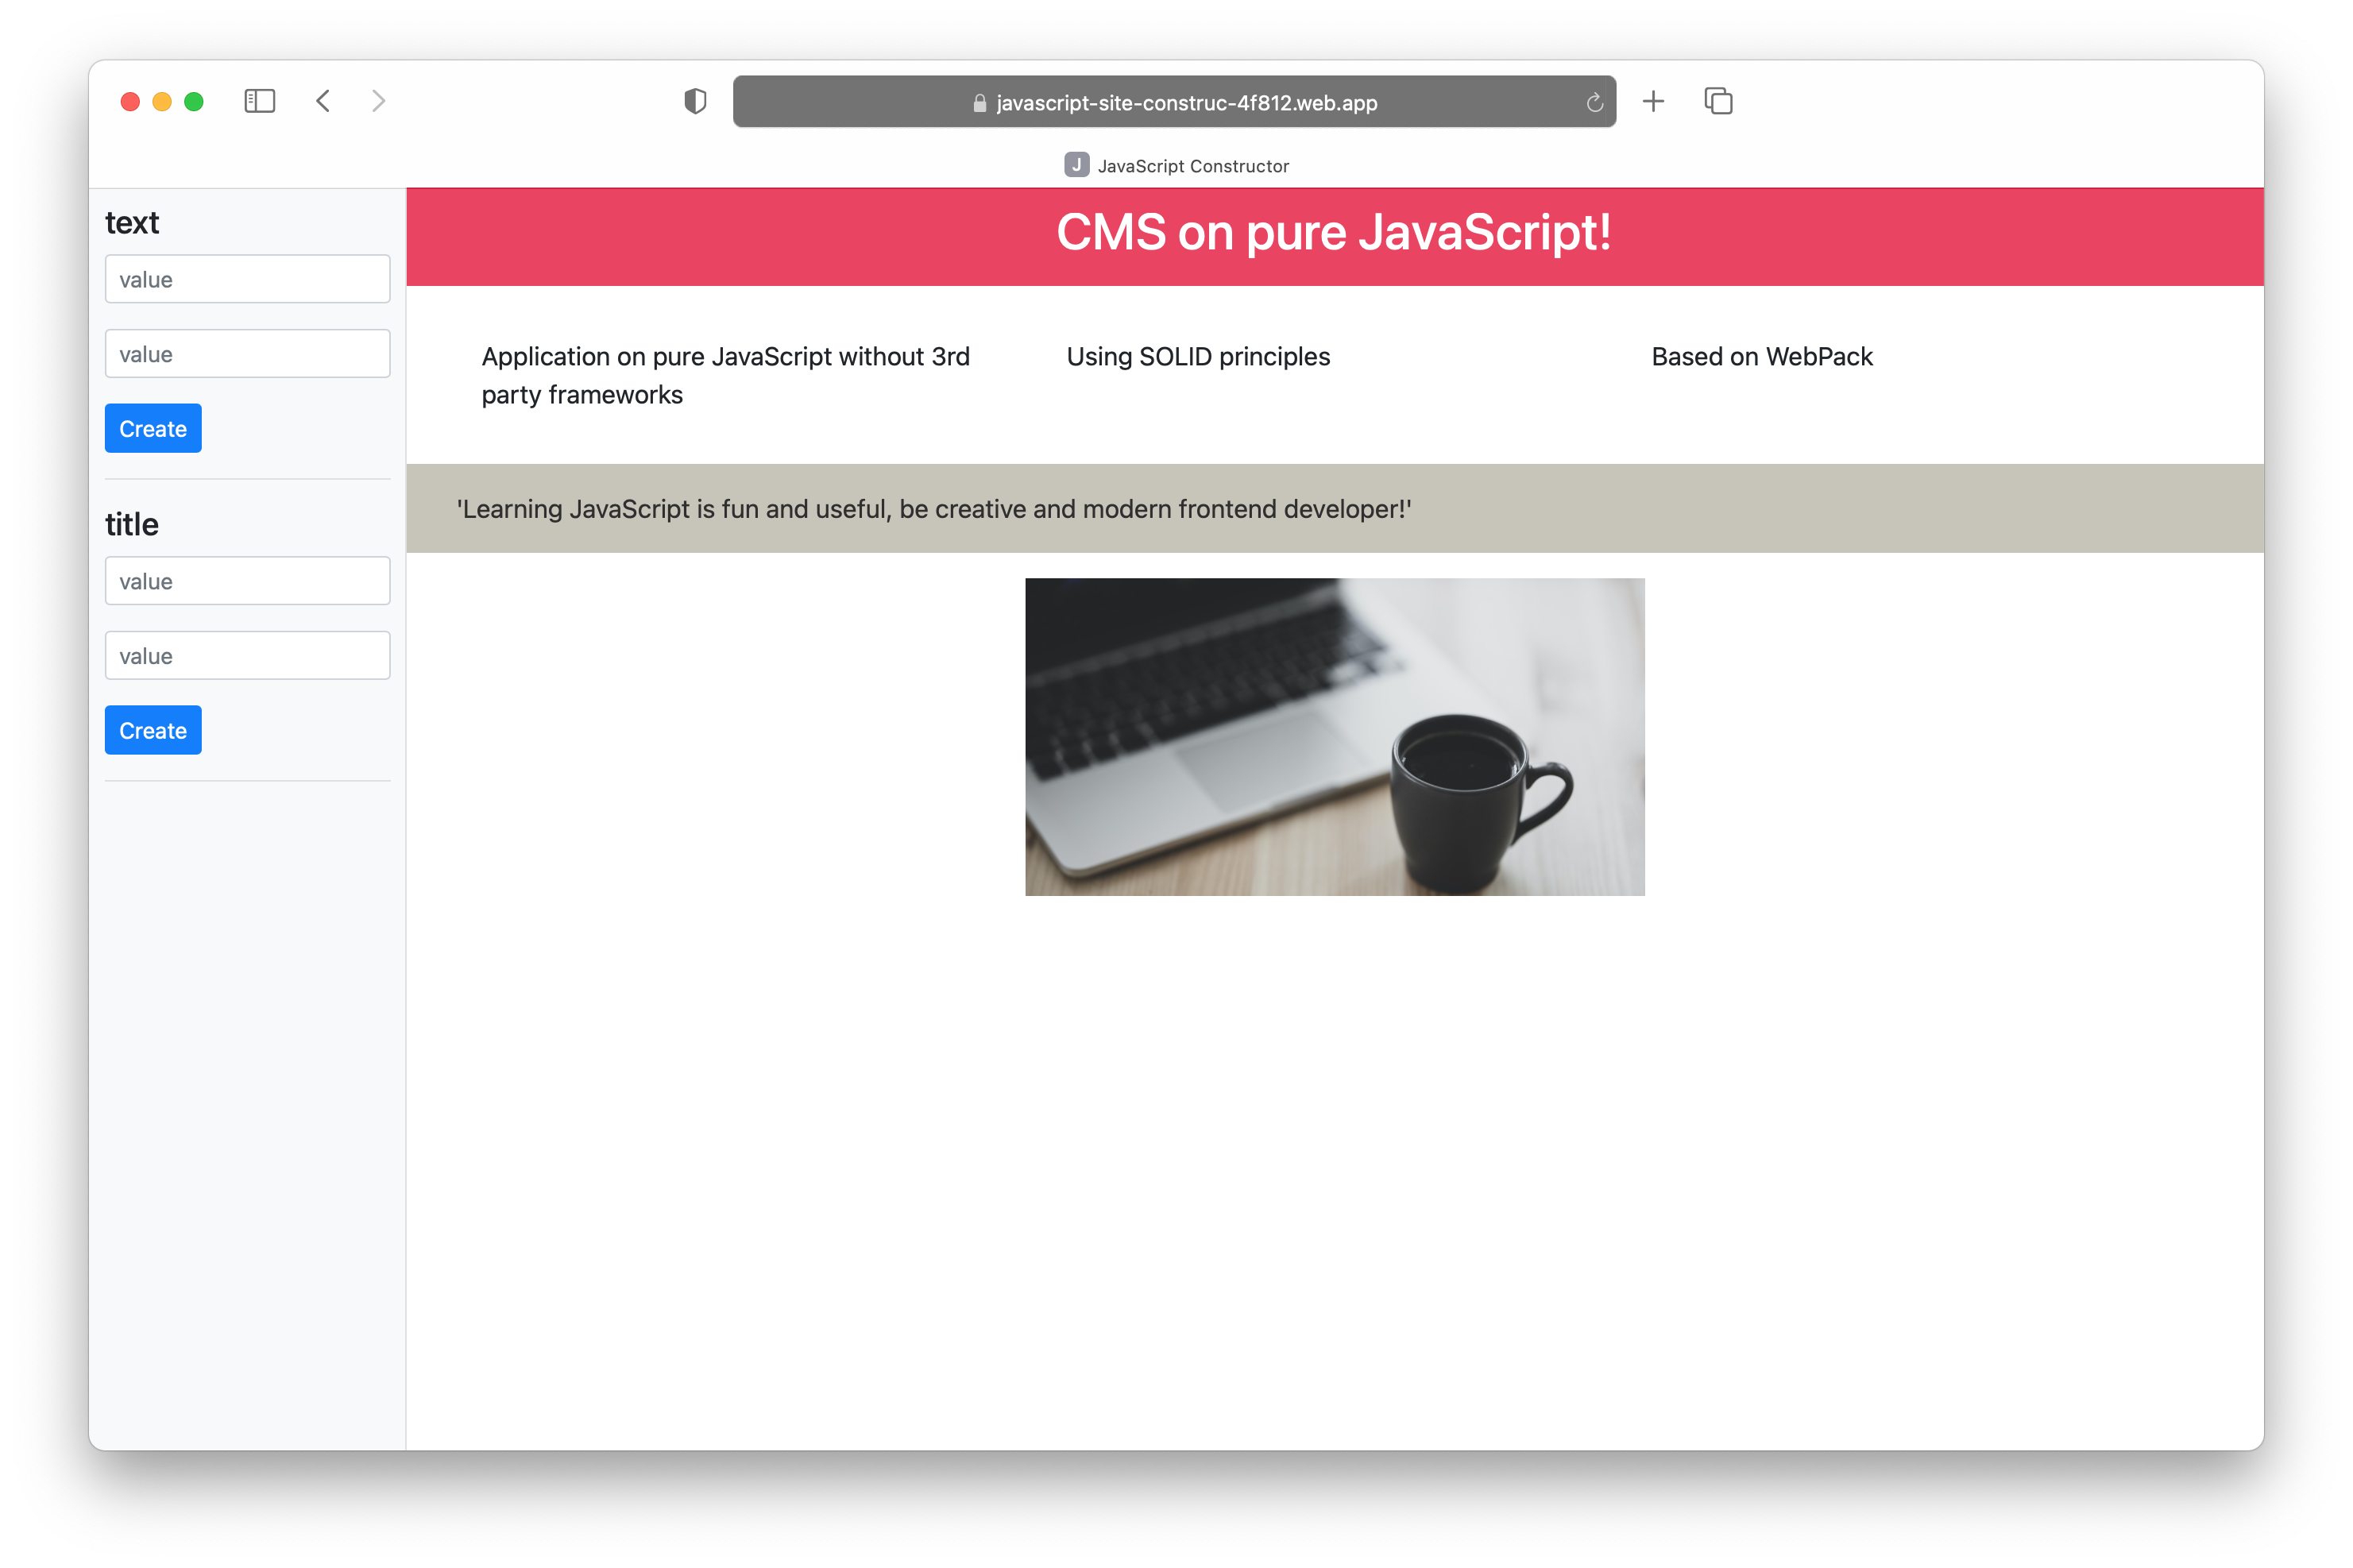 javascript-site-construc-4f812.web.app
J JavaScript Constructor
text
value
value
Create
title
value
value
Create
CMS on pure JavaScript!
Application on pure JavaScript without 3rd
party frameworks
Using SOLID principles
Based on WebPack
'Learning JavaScript is fun and useful, be creative and modern frontend developer!'